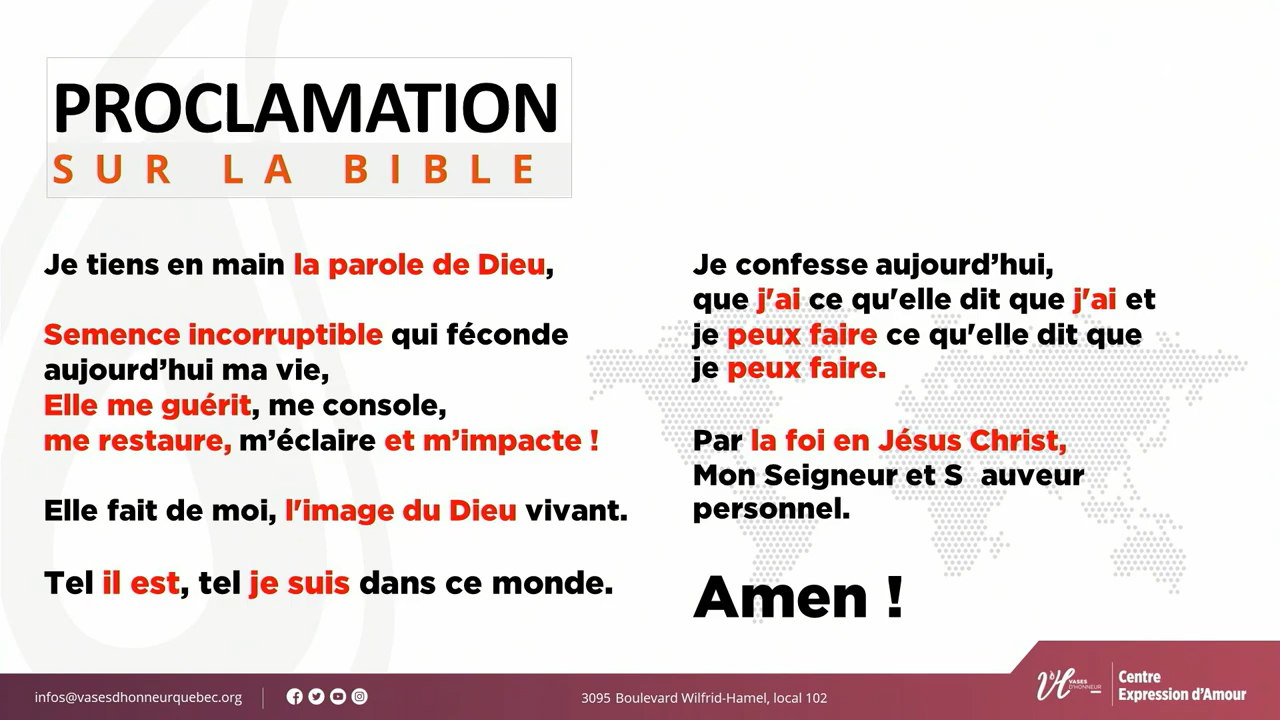 PROCLAMATION
SUR LA BIBLE
Je tiens en main la parole de Dieu,
Semence incorruptible qui féconde
aujourd’hui ma vie,
Elle me guérit, me console,
me restaure, m’éclaire et m’impacte !
Elle fait de moi, l'image du Dieu vivant.
Tel il est, tel je suis dans ce monde.
Je confesse aujourd’hui,
que j'ai ce qu'elle dit que j'ai et
je peux faire ce qu'elle dit que
je peux faire.
Par la foi en Jésus Christ,
Mon Seigneur et S auveur
personnel.
Amen !
infos@vasesdhonneurquebec.org
3095 Boulevard Wilfrid-Hamel, local 102
VH VASES D'HONNEUR
Centre
Expression d’Amour